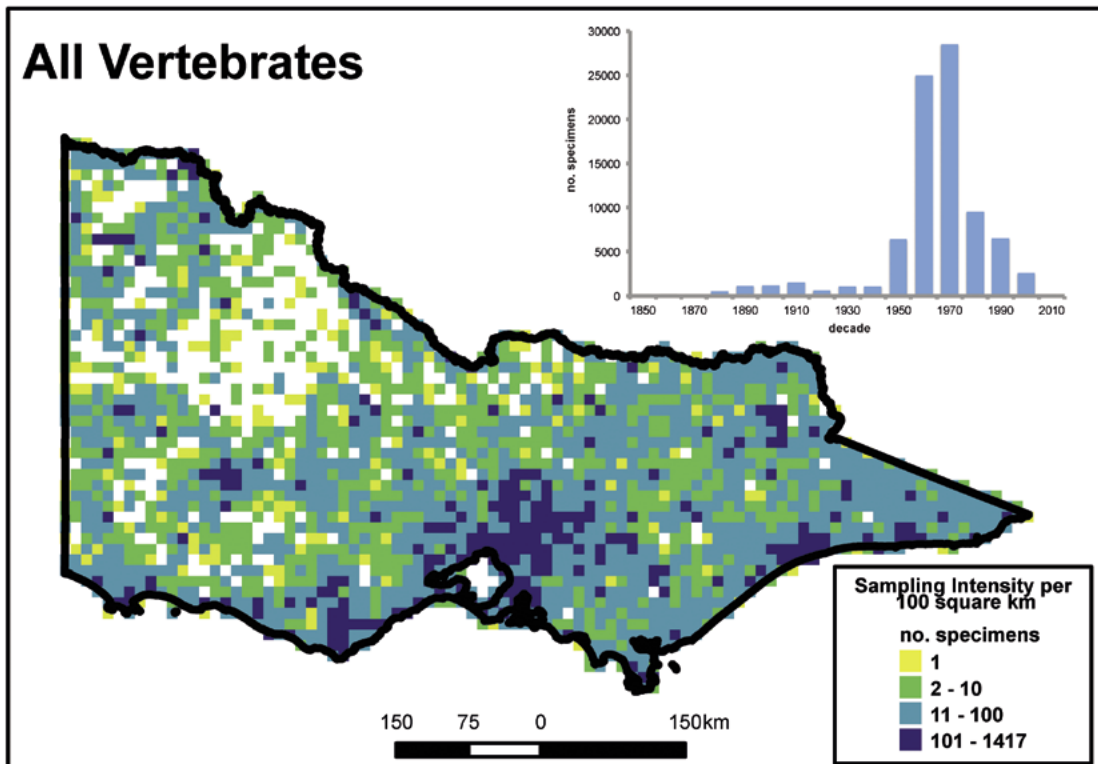 All Vertebrates
30000
25000
20000
15000
10000
5000
0
no. specimens
1850 1870 1890 1910 1930 1950 1970 1990 2010
decade
Sampling Intensity per
100 square km
no. specimens
1
2 - 10
11 - 100
101 - 1417
150 75 0 150km